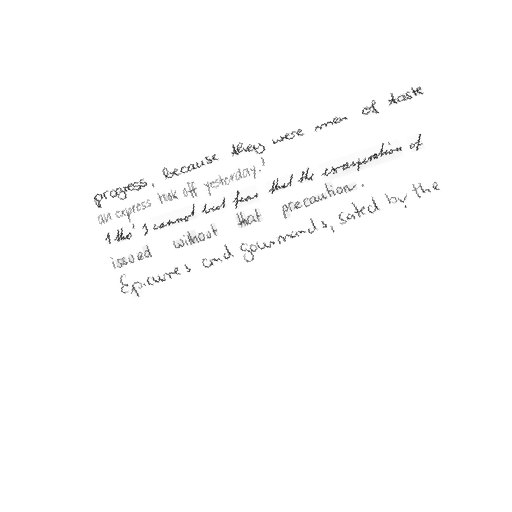 progress, because they were men of taste
an express took off yesterday."
"tho' I cannot but fear that the exasperation of
issued without that precaution.
Epicures and gourmands, sated by the